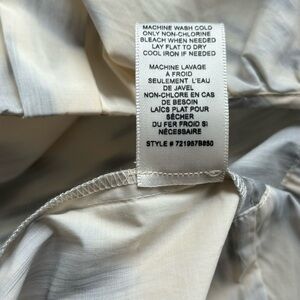 MACHINE WASH COLD
ONLY NON-CHLORINE
BLEACH WHEN NEEDED
LAY FLAT TO DRY
COOL IRON IF NEEDED
MACHINE LAVAGE
À FROID
SEULEMENT L'EAU
DE JAVEL
NON-CHLORE EN CAS
DE BESOIN
LAÍCS PLAT POUR
SÉCHER
DU FER FROID SI
NÉCESSAIRE
STYLE # 721957B850